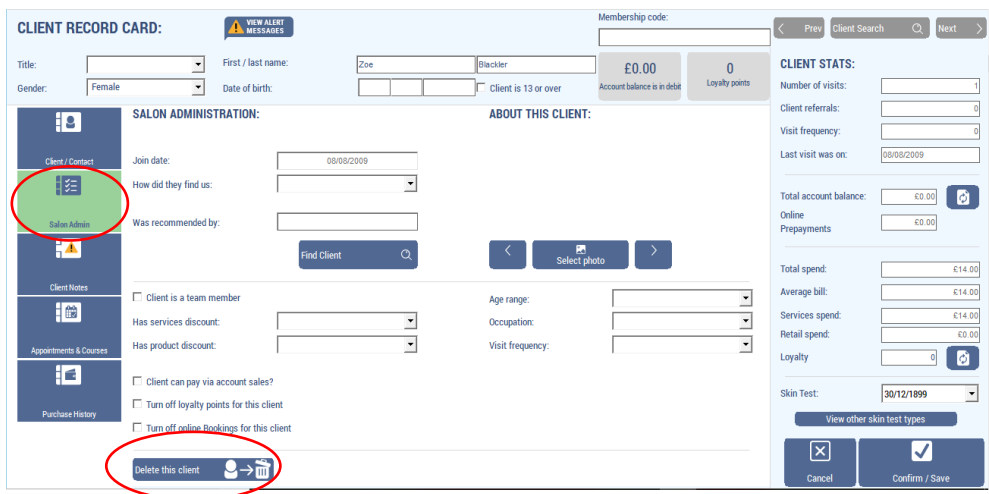 CLIENT RECORD CARD:
VIEW ALERT
MESSAGES
Membership code:
Prev
Client Search
Next
Title:
First / last name:
Zoe
Blackler
Gender:
Female
Date of birth:
Client is 13 or over
£0.00
Account balance is in debit
0
Loyalty points
Client / Contact
Salon Admin
Client Notes
Appointments & Courses
Purchase History
SALON ADMINISTRATION:
Join date:
08/08/2009
How did they find us:
Was recommended by:
Find Client
Client is a team member
Has services discount:
Has product discount:
Client can pay via account sales?
Turn off loyalty points for this client
Turn off online Bookings for this client
Delete this client
ABOUT THIS CLIENT:
Select photo
Age range:
Occupation:
Visit frequency:
CLIENT STATS:
Number of visits:
1
Client referrals:
0
Visit frequency:
0
Last visit was on:
08/08/2009
Total account balance:
£0.00
Online
Prepayments
£0.00
Total spend:
£14.00
Average bill:
£14.00
Services spend:
£14.00
Retail spend:
£0.00
Loyalty
0
Skin Test:
30/12/1899
View other skin test types
Cancel
Confirm / Save